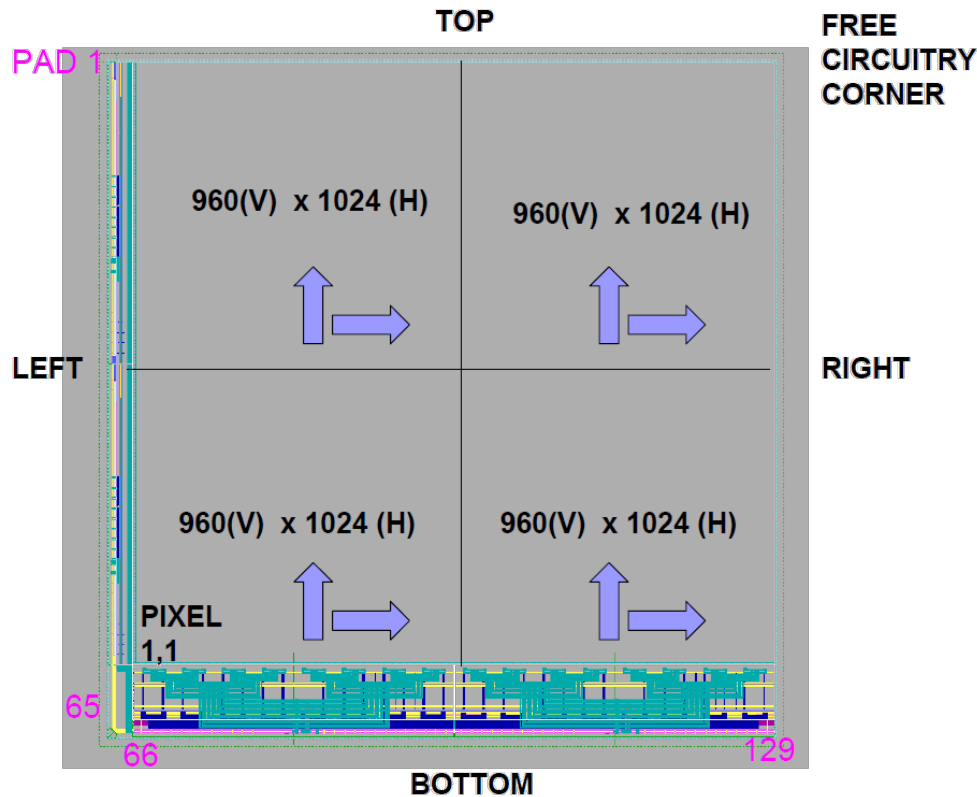 TOP
FREE
CIRCUITRY
CORNER
PAD 1
960(V) x 1024 (H)
960(V) x 1024 (H)
LEFT
RIGHT
960(V) x 1024 (H)
960(V) x 1024 (H)
PIXEL
1,1
65
66
129
BOTTOM